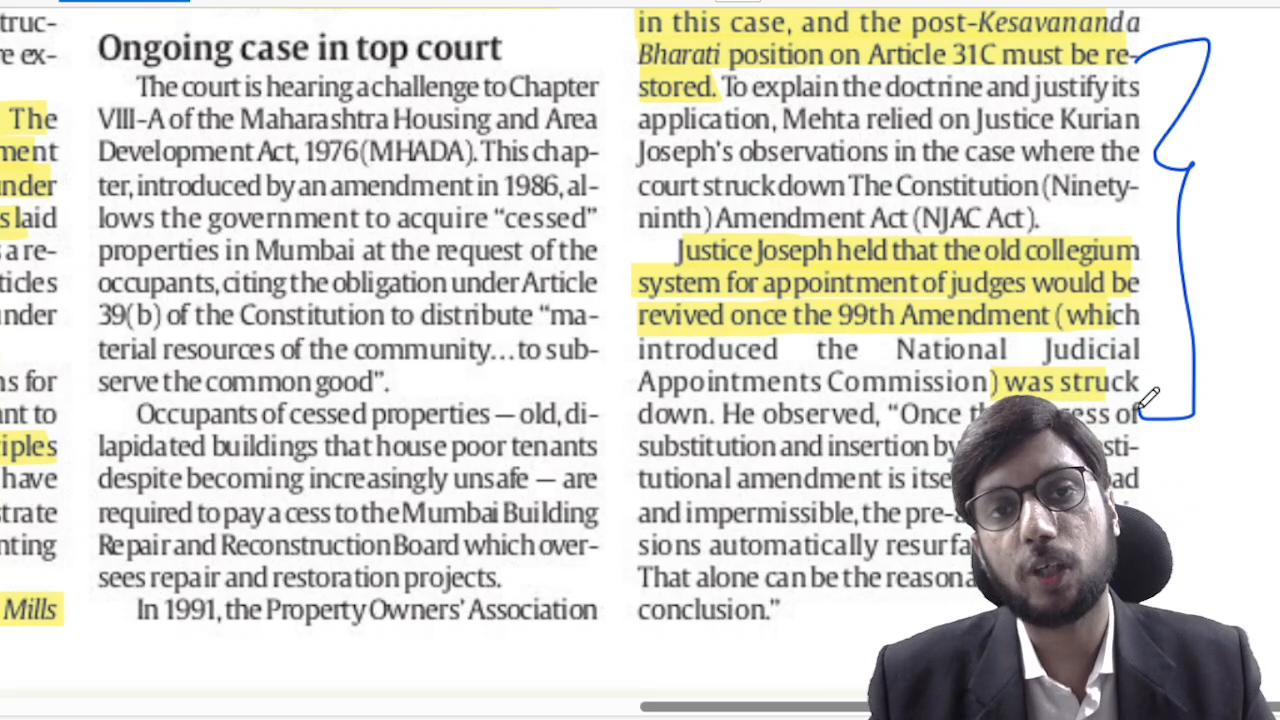 truc-
re ex-
The
ment
under
s laid
s a re-
ticles
under
ns for
ant to
iples
have
strate
nting
Mills
Ongoing case in top court
The court is hearing a challenge to Chapter
VIII-A of the Maharashtra Housing and Area
Development Act, 1976 (MHADA). This chap-
ter, introduced by an amendment in 1986, al-
lows the government to acquire “cessed”
properties in Mumbai at the request of the
occupants, citing the obligation under Article
39(b) of the Constitution to distribute “ma-
terial resources of the community…to sub-
serve the common good”.
Occupants of cessed properties — old, di-
lapidated buildings that house poor tenants
despite becoming increasingly unsafe — are
required to pay a cess to the Mumbai Building
Repair and Reconstruction Board which over-
sees repair and restoration projects.
In 1991, the Property Owners’ Association
in this case, and the post-Kesavananda
Bharati position on Article 31C must be re-
stored. To explain the doctrine and justify its
application, Mehta relied on Justice Kurian
Joseph’s observations in the case where the
court struck down The Constitution (Ninety-
ninth) Amendment Act (NJAC Act).
Justice Joseph held that the old collegium
system for appointment of judges would be
revived once the 99th Amendment (which
introduced the National Judicial
Appointments Commission) was struck
down. He observed, “Once th ess of
substitution and insertion by sti-
tutional amendment is itse ad
and impermissible, the pre-
sions automatically resurfa
That alone can be the reasona
conclusion.”